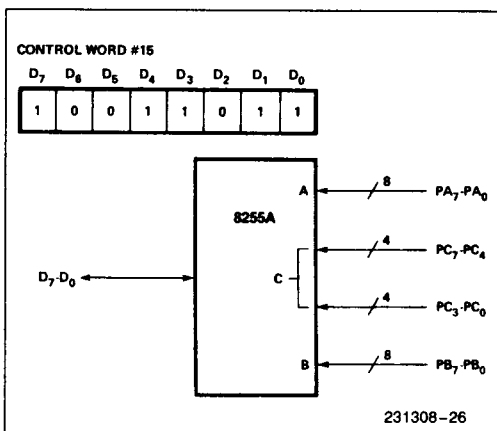 CONTROL WORD #15
D7 D6 D5 D4 D3 D2 D1 D0
1 0 0 1 1 0 1 1
8255A
A
8
PA7-PA0
4
PC7-PC4
D7-D0
C
4
PC3-PC0
B
8
PB7-PB0
231308-26